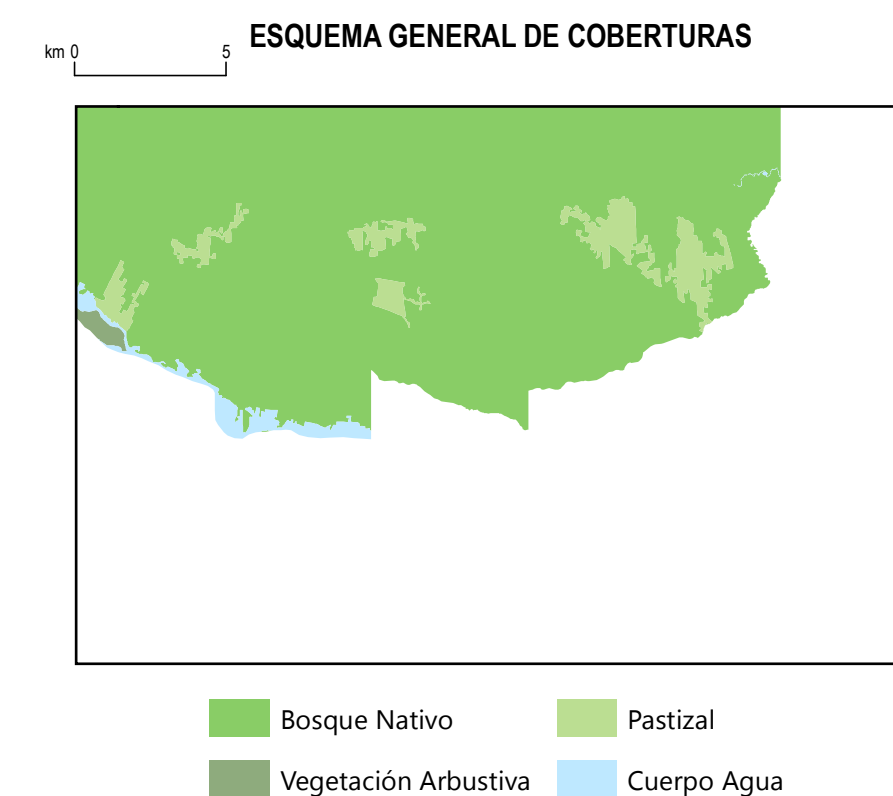 ESQUEMA GENERAL DE COBERTURAS
km 0 5
Bosque Nativo
Pastizal
Vegetación Arbustiva
Cuerpo Agua